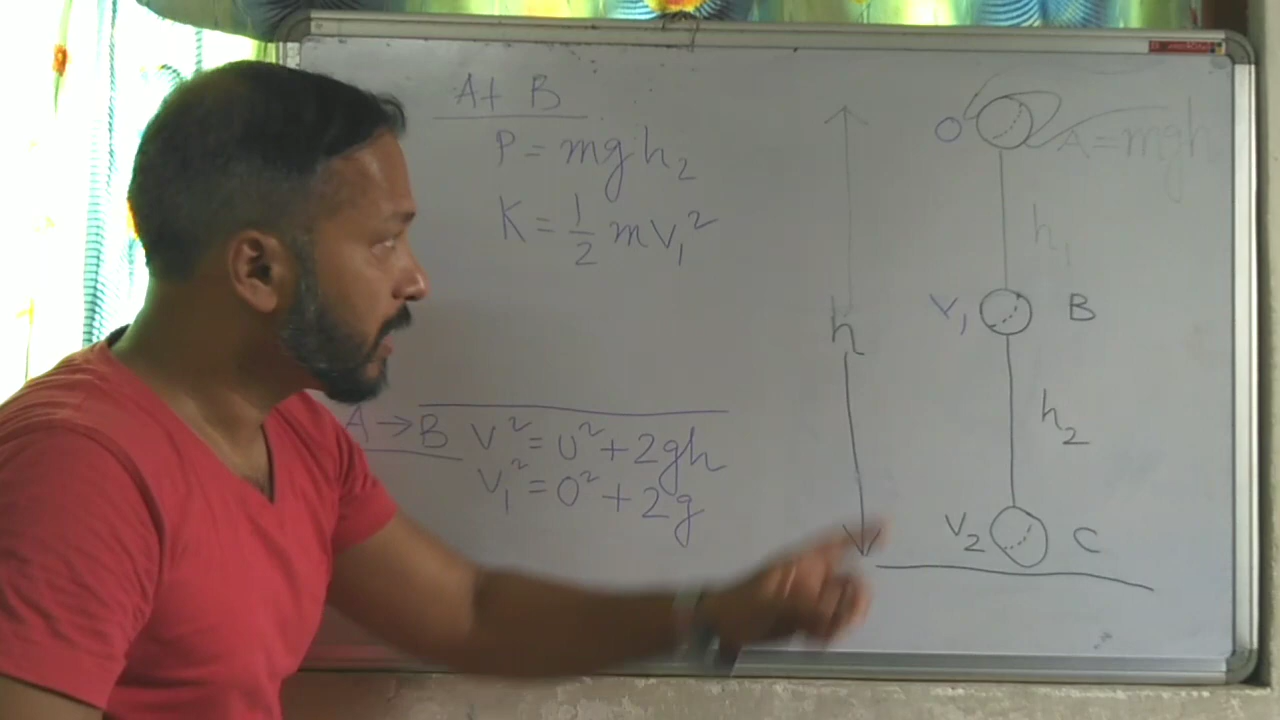 At B
P = mgh₂
K = ½ mv₁²
A → B v² = u² + 2gh
v₁² = 0² + 2g
h
O A = mgh
h₁
V₁ B
h₂
V₂ C